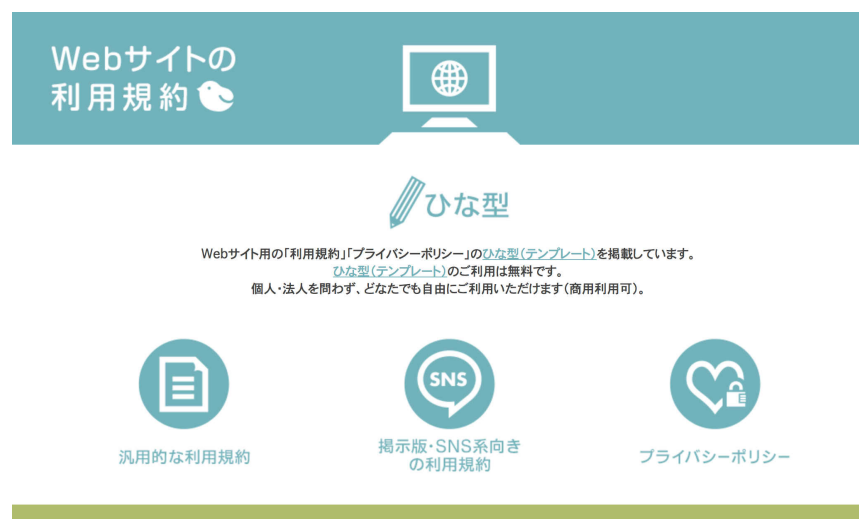 Webサイトの
利用規約
ひな型
Webサイト用の「利用規約」「プライバシーポリシー」のひな型(テンプレート)を掲載しています。
ひな型(テンプレート)のご利用は無料です。
個人・法人を問わず、どなたでも自由にご利用いただけます(商用利用可)。
汎用的な利用規約
SNS
掲示版・SNS系向き
の利用規約
プライバシーポリシー